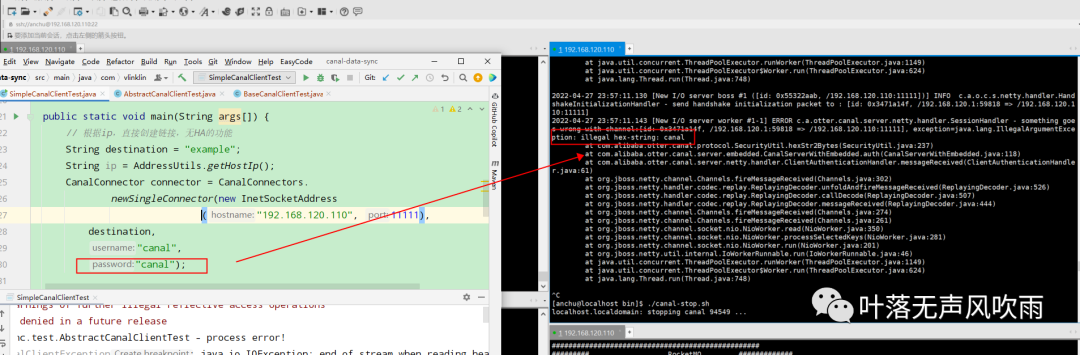 ssh://anchu@192.168.120.110:22
要添加当前会话，点击左侧的箭头按钮。
1 192.168.120.110
+
1 192.168.120.110
+
Edit View Navigate Code Refactor Build Run Tools Git Window Help EasyCode canal-data-sync
ata-sync src main java com vlinklin SimpleCanalClientTest Git:
SimpleCanalClientTest.java AbstractCanalClientTest.java BaseCanalClientTest.java
21 public static void main(String args[]) {
1 2
// 根据ip，直接创建链接，无HA的功能
String destination = "example";
String ip = AddressUtils.getHostIp();
CanalConnector connector = CanalConnectors.
newSingleConnector(new InetSocketAddress
27 ( hostname: "192.168.120.110", port: 11111),
destination,
username: "canal",
30 password: "canal");
31
GitHub Copilot
Maven
SimpleCanalClientTest
denied in a future release
c.test.AbstractCanalClientTest - process error!
lClientException Create breakpoint : java.io.IOException: end of stream when reading hea
at java.util.concurrent.ThreadPoolExecutor.runWorker(ThreadPoolExecutor.java:1149)
at java.util.concurrent.ThreadPoolExecutor$Worker.run(ThreadPoolExecutor.java:624)
at java.lang.Thread.run(Thread.java:748)
2022-04-27 23:57:11.130 [New I/O server boss #1 ([id: 0x55322aab, /192.168.120.110:11111])] INFO c.a.o.c.s.netty.handler.Hand
shakeInitializationHandler - send handshake initialization packet to : [id: 0x3471a14f, /192.168.120.1:59818 => /192.168.120.1
10:11111]
2022-04-27 23:57:11.143 [New I/O server worker #1-1] ERROR c.a.otter.canal.server.netty.handler.SessionHandler - something goe
s wrong with channel:[id: 0x3471a14f, /192.168.120.1:59818 => /192.168.120.110:11111], exception=java.lang.IllegalArgumentExce
ption: illegal hex-string: canal
at com.alibaba.otter.canal.protocol.SecurityUtil.hexStr2Bytes(SecurityUtil.java:237)
at com.alibaba.otter.canal.server.embedded.CanalServerWithEmbedded.auth(CanalServerWithEmbedded.java:118)
at com.alibaba.otter.canal.server.netty.handler.ClientAuthenticationHandler.messageReceived(ClientAuthenticationHandl
er.java:61)
at org.jboss.netty.channel.Channels.fireMessageReceived(Channels.java:302)
at org.jboss.netty.handler.codec.replay.ReplayingDecoder.unfoldAndfireMessageReceived(ReplayingDecoder.java:526)
at org.jboss.netty.handler.codec.replay.ReplayingDecoder.callDecode(ReplayingDecoder.java:507)
at org.jboss.netty.handler.codec.replay.ReplayingDecoder.messageReceived(ReplayingDecoder.java:444)
at org.jboss.netty.channel.Channels.fireMessageReceived(Channels.java:274)
at org.jboss.netty.channel.Channels.fireMessageReceived(Channels.java:261)
at org.jboss.netty.channel.socket.nio.NioWorker.read(NioWorker.java:350)
at org.jboss.netty.channel.socket.nio.NioWorker.processSelectedKeys(NioWorker.java:281)
at org.jboss.netty.channel.socket.nio.NioWorker.run(NioWorker.java:201)
at org.jboss.netty.util.internal.IoWorkerRunnable.run(IoWorkerRunnable.java:46)
at java.util.concurrent.ThreadPoolExecutor.runWorker(ThreadPoolExecutor.java:1149)
at java.util.concurrent.ThreadPoolExecutor$Worker.run(ThreadPoolExecutor.java:624)
at java.lang.Thread.run(Thread.java:748)
^C
[anchu@localhost bin]$ ./canal-stop.sh
localhost.localdomain: stopping canal 94549 ...
叶落无声风吹雨
1 192.168.120.110
+